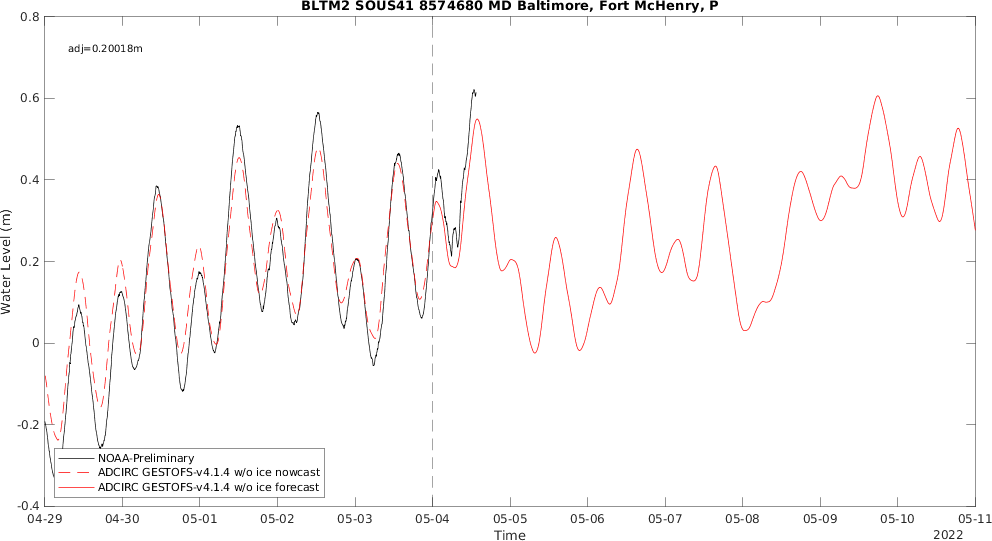 BLTM2 SOUS41 8574680 MD Baltimore, Fort McHenry, P
adj=0.20018m
Water Level (m)
0.8
0.6
0.4
0.2
0
-0.2
-0.4
NOAA-Preliminary
ADCIRC GESTOFS-v4.1.4 w/o ice nowcast
ADCIRC GESTOFS-v4.1.4 w/o ice forecast
04-29 04-30 05-01 05-02 05-03 05-04 05-05 05-06 05-07 05-08 05-09 05-10 05-11
Time
2022